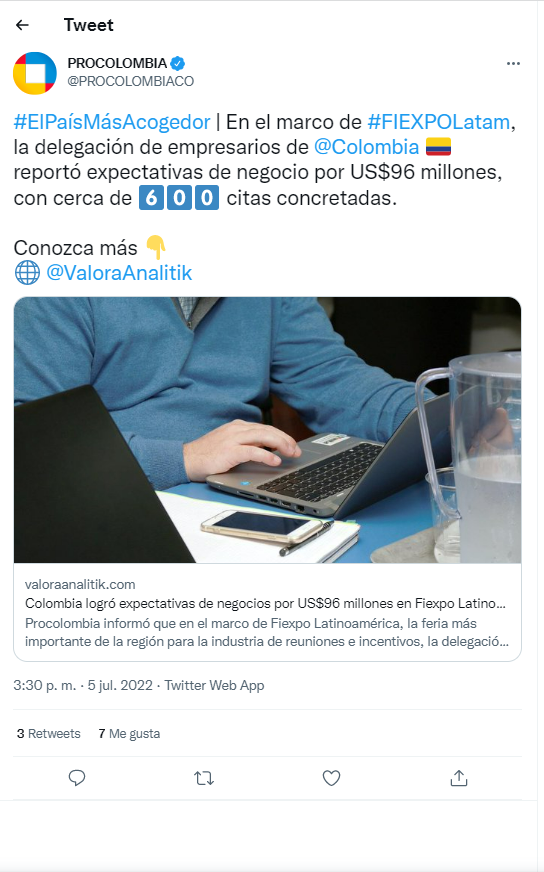 Tweet
PROCOLOMBIA
@PROCOLOMBIACO
#ElPaísMásAcogedor | En el marco de #FIEXPOLatam,
la delegación de empresarios de @Colombia 🇨🇴
reportó expectativas de negocio por US$96 millones,
con cerca de 6️⃣0️⃣0️⃣ citas concretadas.
Conozca más 👇
🌐 @ValoraAnalitik
valoraanalitik.com
Colombia logró expectativas de negocios por US$96 millones en Fiexpo Latino...
Procolombia informó que en el marco de Fiexpo Latinoamérica, la feria más
importante de la región para la industria de reuniones e incentivos, la delegació...
3:30 p. m. · 5 jul. 2022 · Twitter Web App
3 Retweets 7 Me gusta